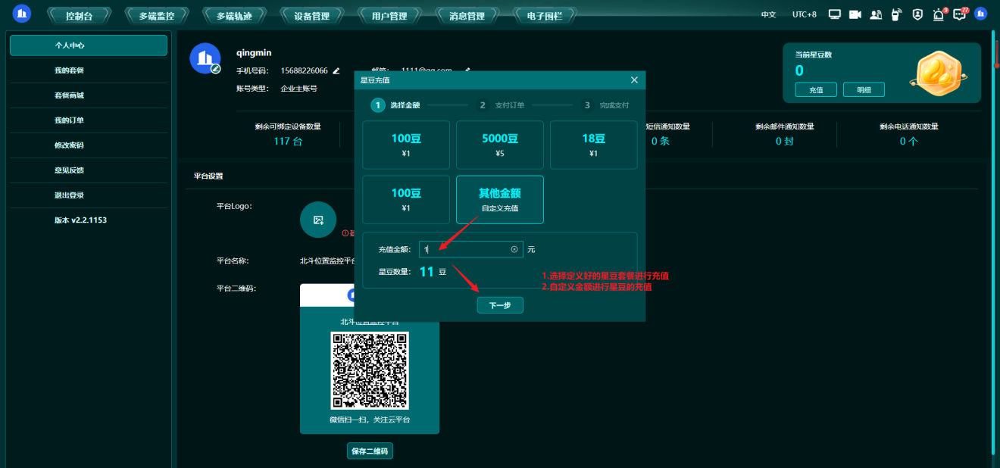 控制台
多端监控
多端轨迹
设备管理
用户管理
消息管理
电子围栏
中文
UTC+8
9
77
个人中心
我的套餐
套餐商城
我的订单
修改密码
意见反馈
退出登录
版本 v2.2.1153
qingmin
手机号码： 15688226066
邮箱： 1111@qq.com
账号类型： 企业主账号
当前星豆数
0
充值
明细
剩余可绑定设备数量
117 台
短信通知数量
0 条
剩余邮件通知数量
0 封
剩余电话通知数量
0 个
平台设置
平台Logo：
平台名称： 北斗位置监控平台
平台二维码：
北斗位置监控平台
微信扫一扫，关注云平台
保存二维码
星豆充值
1 选择金额
2 支付订单
3 完成支付
100豆
¥1
5000豆
¥5
18豆
¥1
100豆
¥1
其他金额
自定义充值
充值金额： 1 元
星豆数量： 11 豆
下一步
1.选择定义好的星豆套餐进行充值
2.自定义金额进行星豆的充值